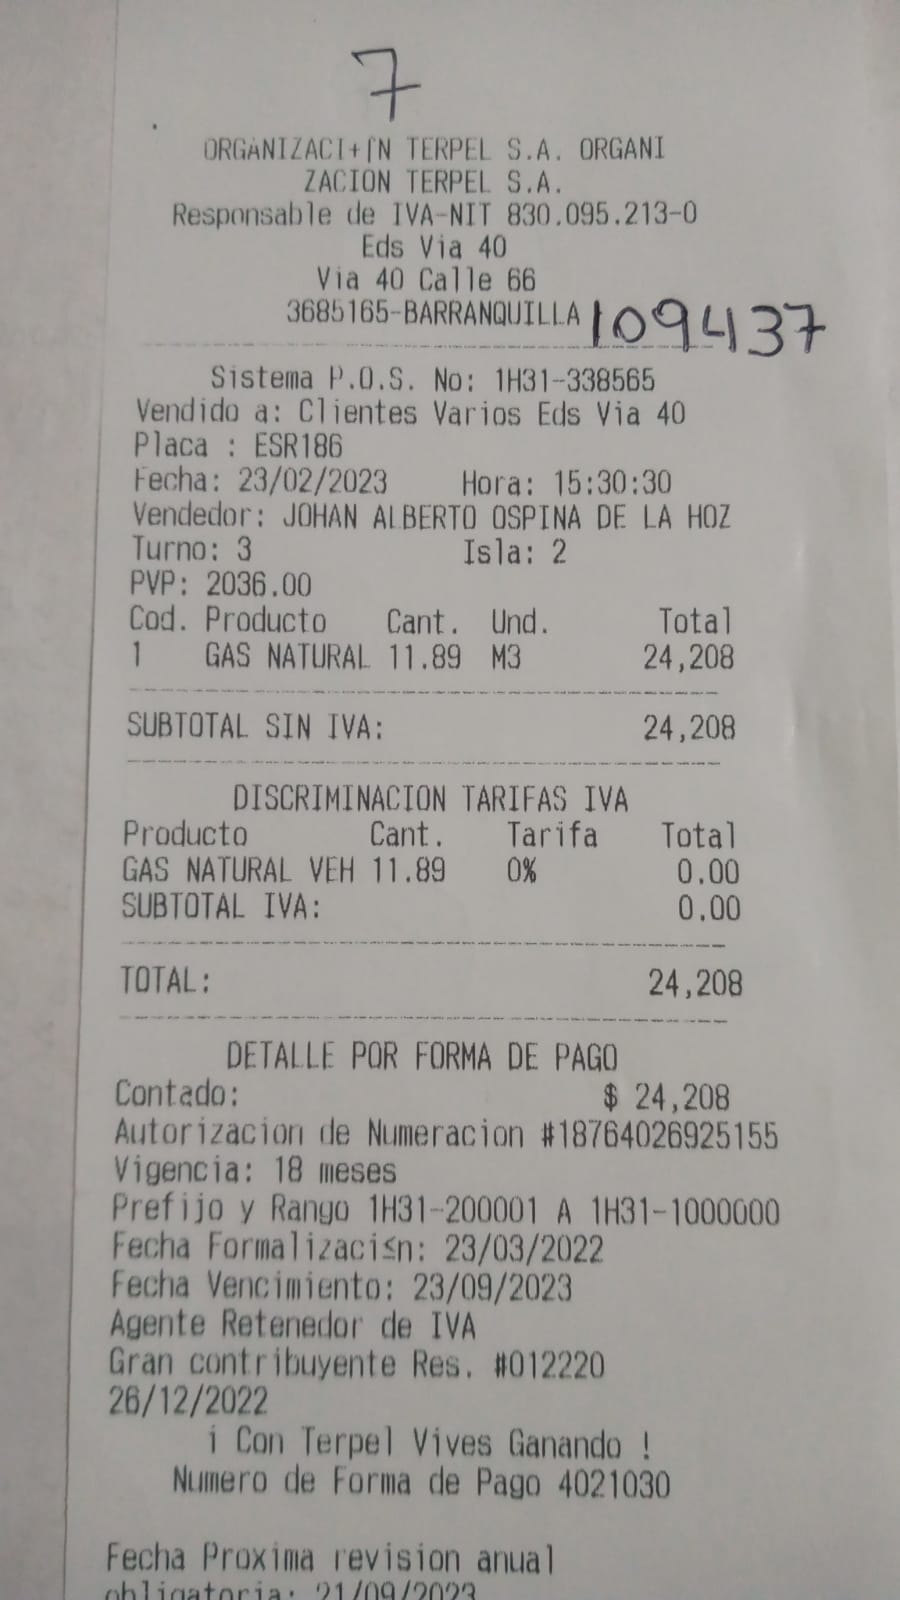 7
ORGANIZACI+⌠N TERPEL S.A. ORGANI
ZACION TERPEL S.A.
Responsable de IVA-NIT 830.095.213-0
Eds Via 40
Via 40 Calle 66
3685165-BARRANQUILLA 109437
Sistema P.O.S. No: 1H31-338565
Vendido a: Clientes Varios Eds Via 40
Placa : ESR186
Fecha: 23/02/2023 Hora: 15:30:30
Vendedor: JOHAN ALBERTO OSPINA DE LA HOZ
Turno: 3 Isla: 2
PVP: 2036.00
Cod. Producto Cant. Und. Total
1 GAS NATURAL 11.89 M3 24,208
SUBTOTAL SIN IVA: 24,208
DISCRIMINACION TARIFAS IVA
Producto Cant. Tarifa Total
GAS NATURAL VEH 11.89 0% 0.00
SUBTOTAL IVA: 0.00
TOTAL: 24,208
DETALLE POR FORMA DE PAGO
Contado: $ 24,208
Autorizacion de Numeracion #18764026925155
Vigencia: 18 meses
Prefijo y Rango 1H31-200001 A 1H31-1000000
Fecha Formalizaci≤n: 23/03/2022
Fecha Vencimiento: 23/09/2023
Agente Retenedor de IVA
Gran contribuyente Res. #012220
26/12/2022
¡ Con Terpel Vives Ganando !
Numero de Forma de Pago 4021030
Fecha Proxima revision anual
obligatoria: 21/09/2023